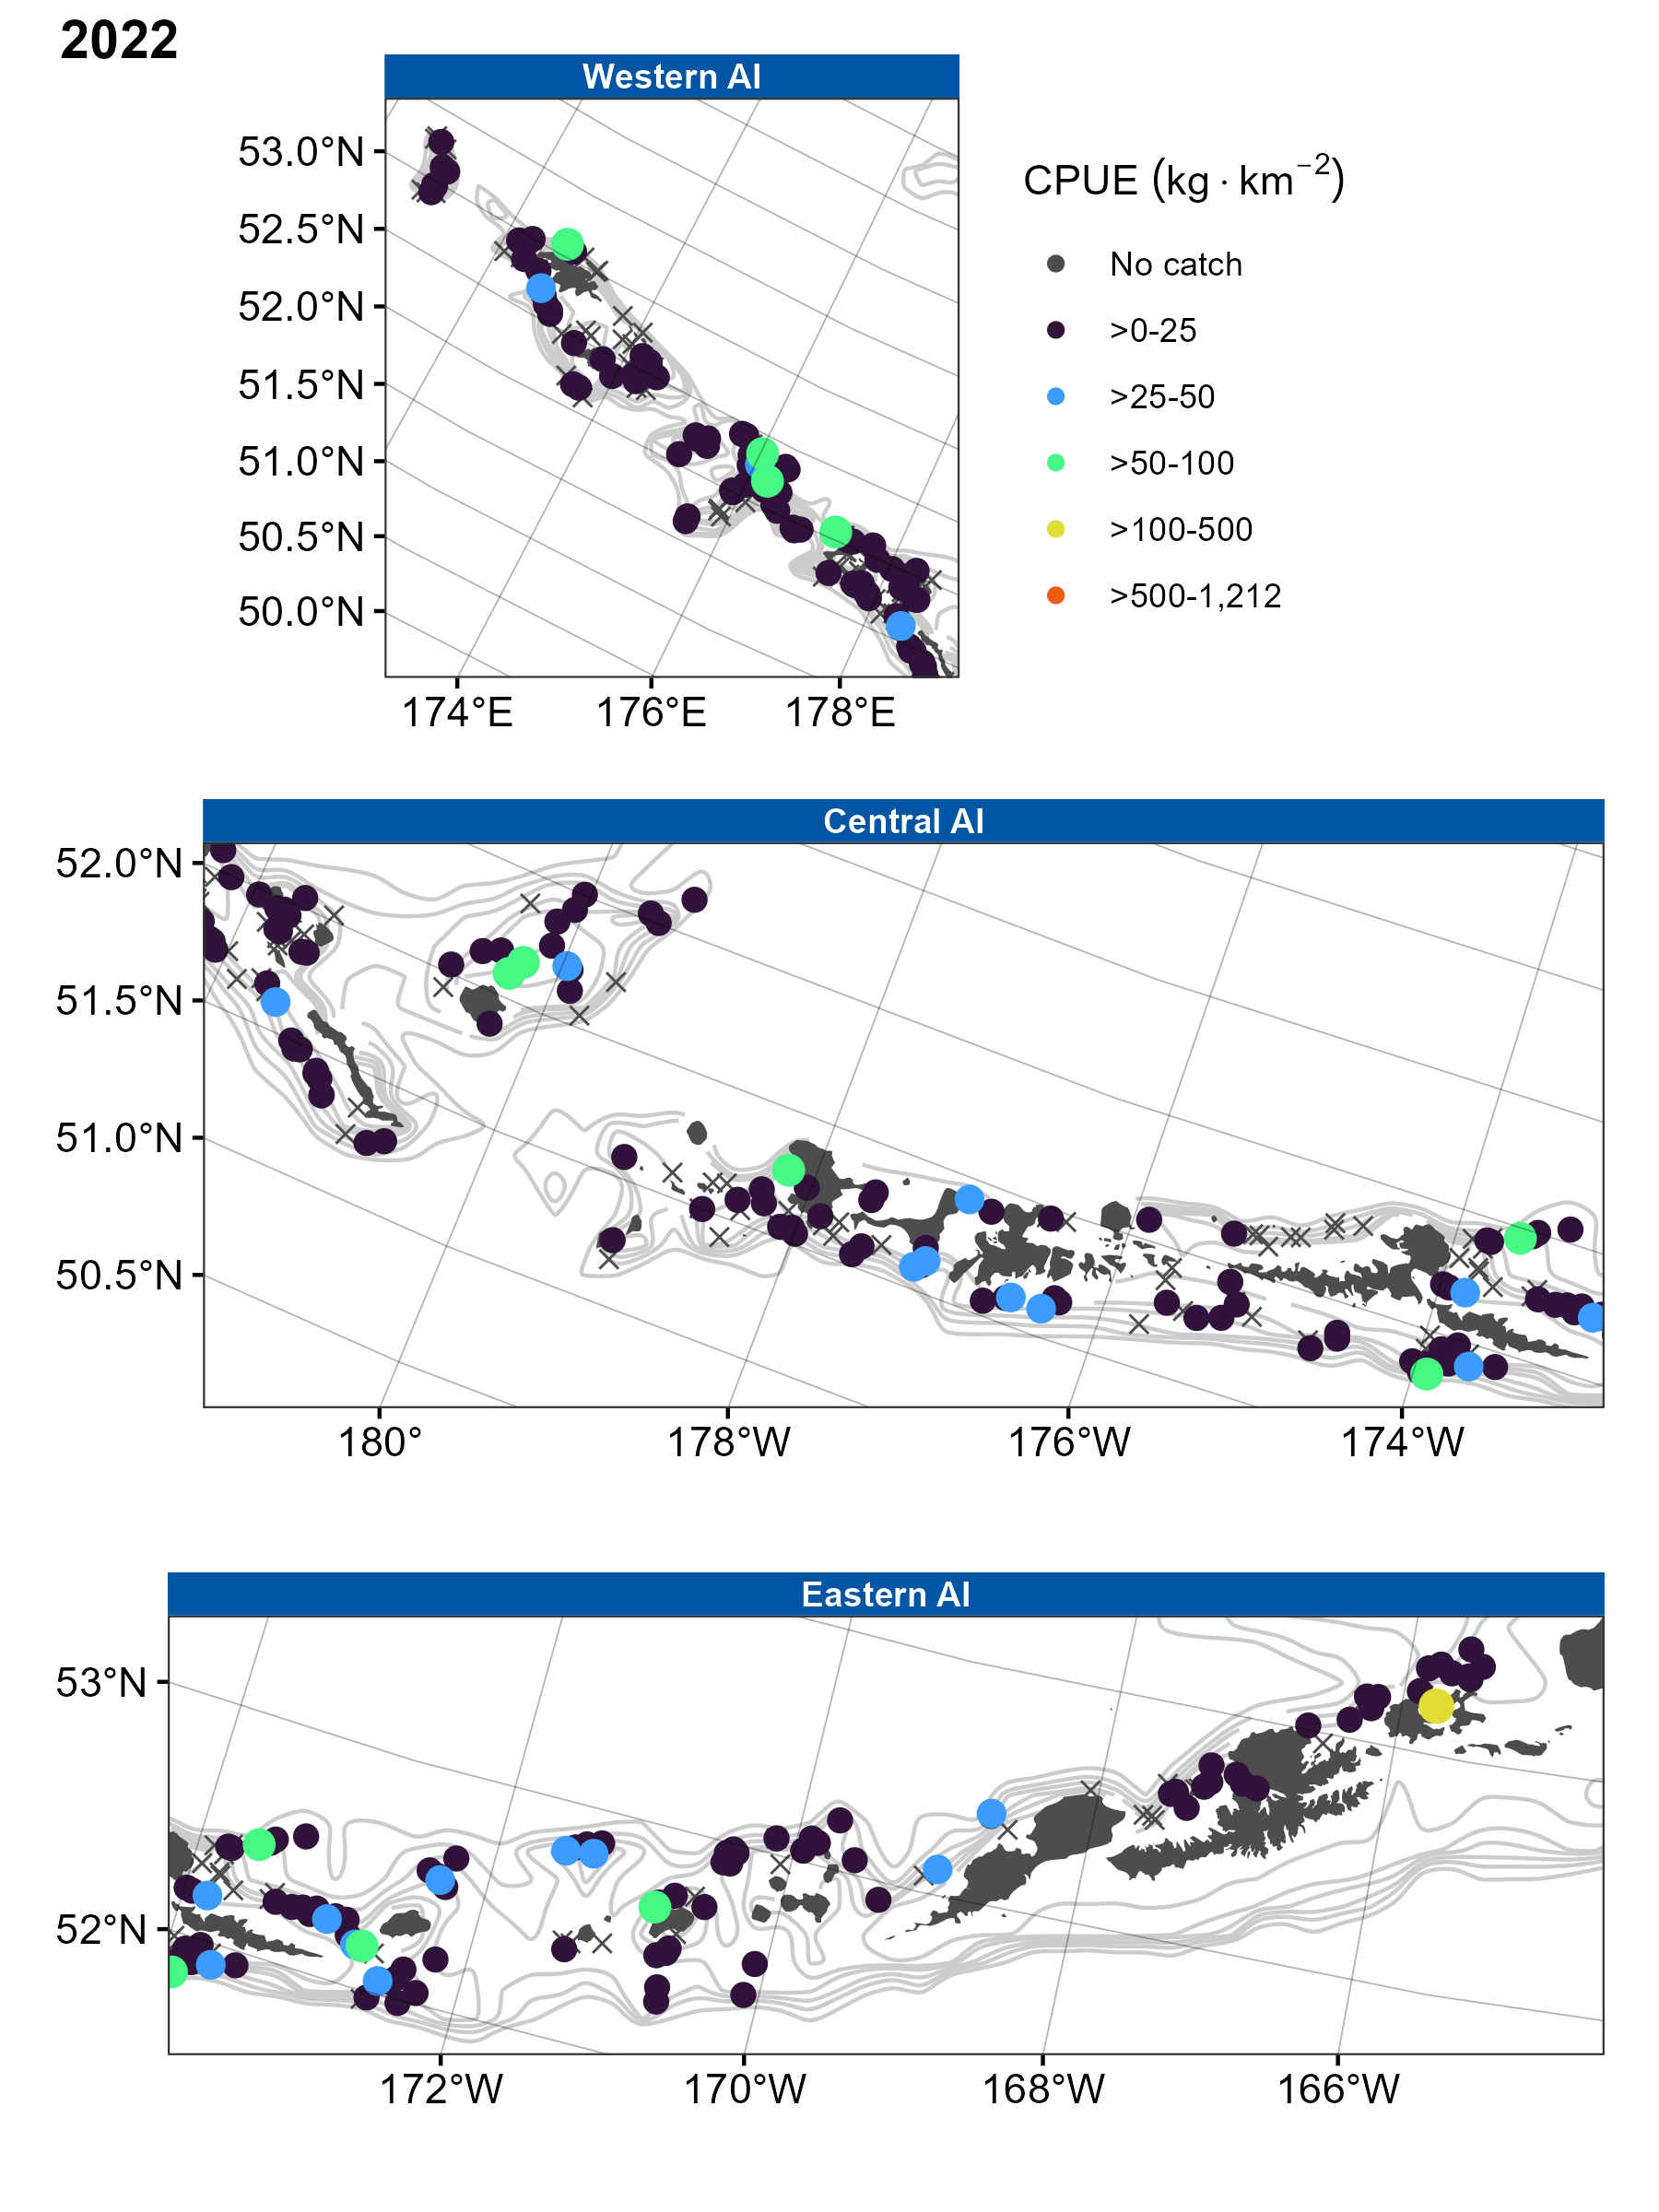 2022
Western AI
53.0°N
52.5°N
52.0°N
51.5°N
51.0°N
50.5°N
50.0°N
174°E 176°E 178°E
CPUE (kg · km⁻²)
No catch
>0-25
>25-50
>50-100
>100-500
>500-1,212
Central AI
52.0°N
51.5°N
51.0°N
50.5°N
180° 178°W 176°W 174°W
Eastern AI
53°N
52°N
172°W 170°W 168°W 166°W